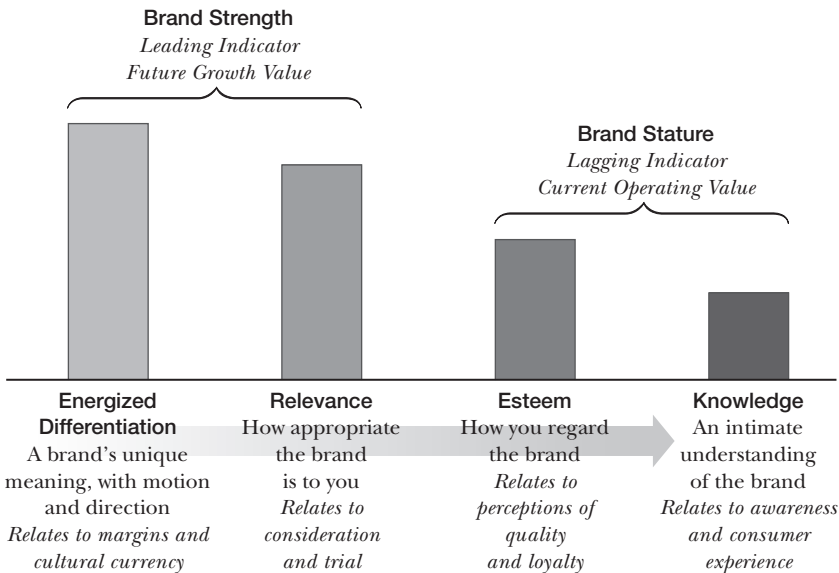 Brand Strength
Leading Indicator
Future Growth Value
Brand Stature
Lagging Indicator
Current Operating Value
Energized
Differentiation
A brand's unique
meaning, with motion
and direction
Relates to margins and
cultural currency
Relevance
How appropriate
the brand
is to you
Relates to
consideration
and trial
Esteem
How you regard
the brand
Relates to
perceptions of
quality
and loyalty
Knowledge
An intimate
understanding
of the brand
Relates to awareness
and consumer
experience